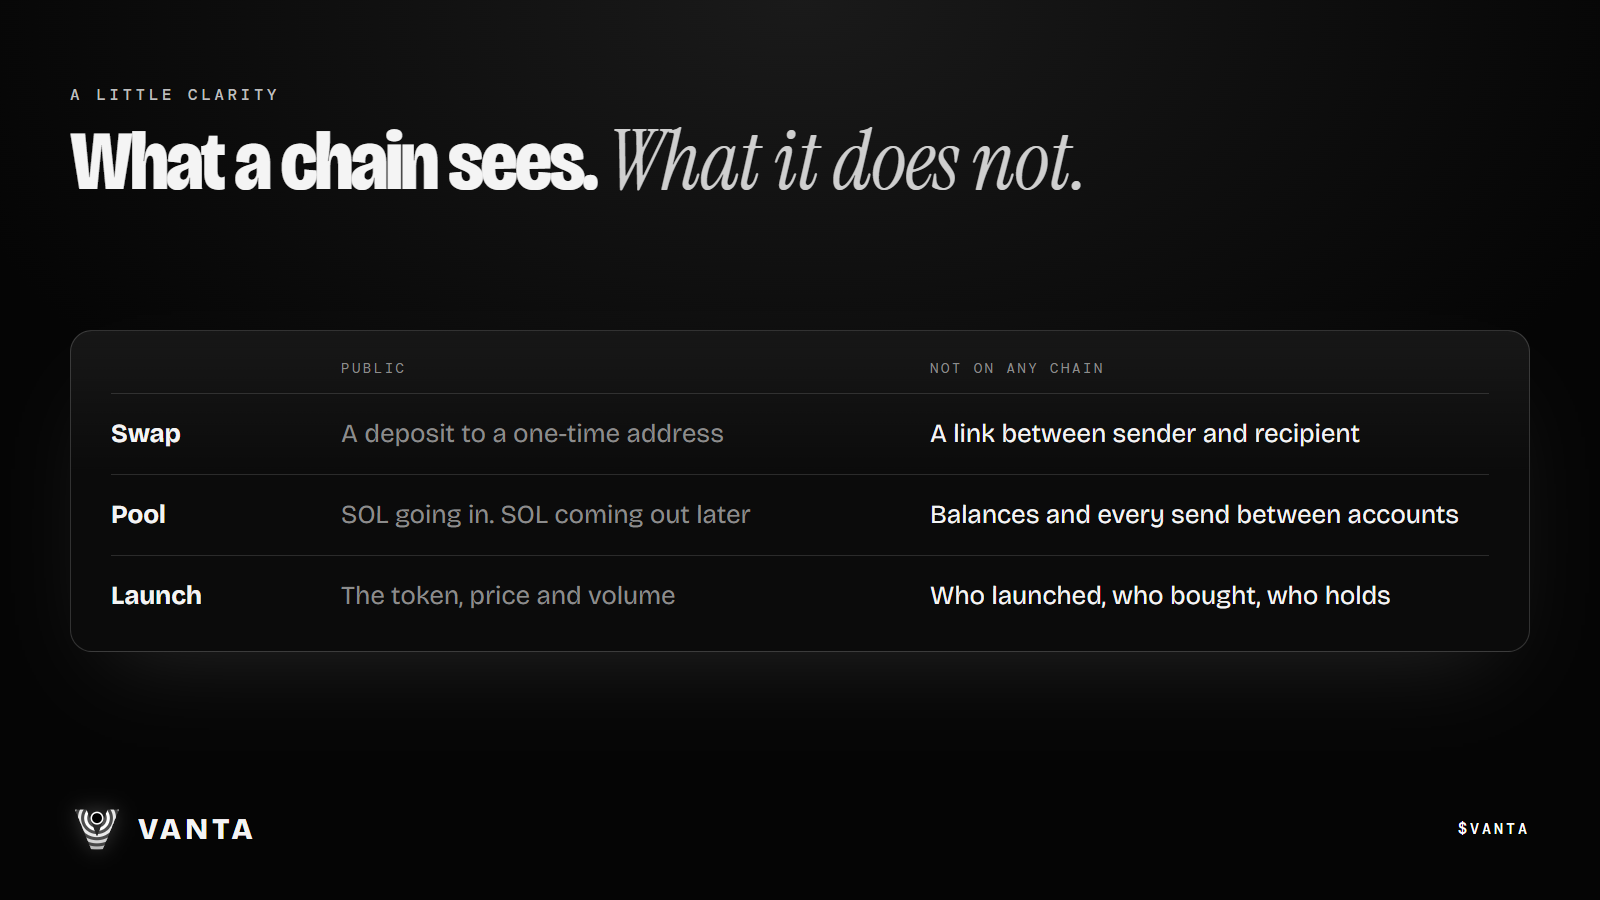 A LITTLE CLARITY
What a chain sees. What it does not.
PUBLIC NOT ON ANY CHAIN
Swap A deposit to a one-time address A link between sender and recipient
Pool SOL going in. SOL coming out later Balances and every send between accounts
Launch The token, price and volume Who launched, who bought, who holds
VANTA $VANTA